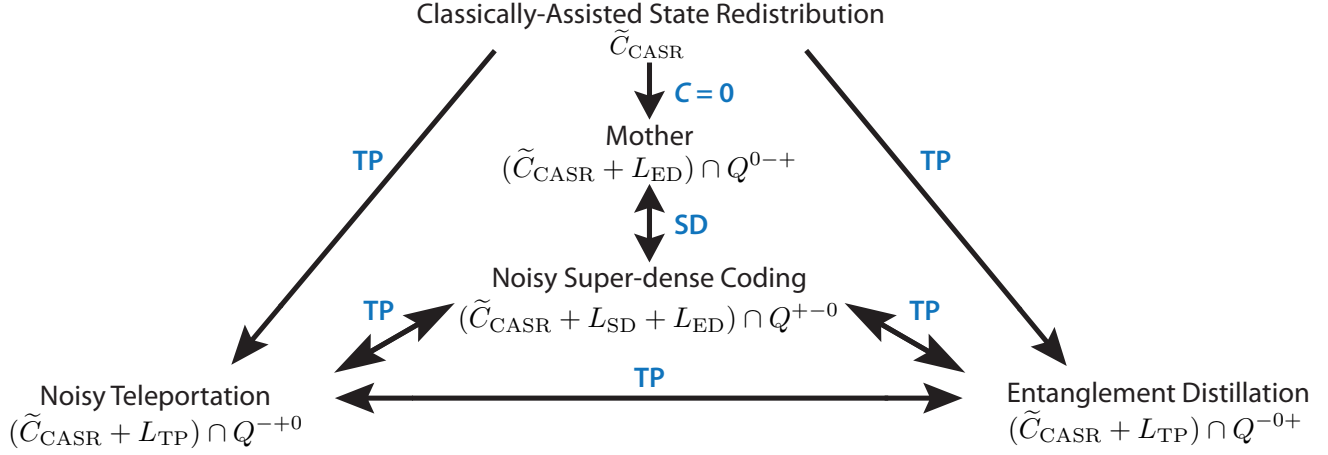 Classically-Assisted State Redistribution
C̃_CASR
C = 0
Mother
TP
TP
(C̃_CASR + L_ED) ∩ Q^{0−+}
SD
Noisy Super-dense Coding
TP
(C̃_CASR + L_SD + L_ED) ∩ Q^{+−0}
TP
TP
Noisy Teleportation
Entanglement Distillation
(C̃_CASR + L_TP) ∩ Q^{−+0}
(C̃_CASR + L_TP) ∩ Q^{−0+}